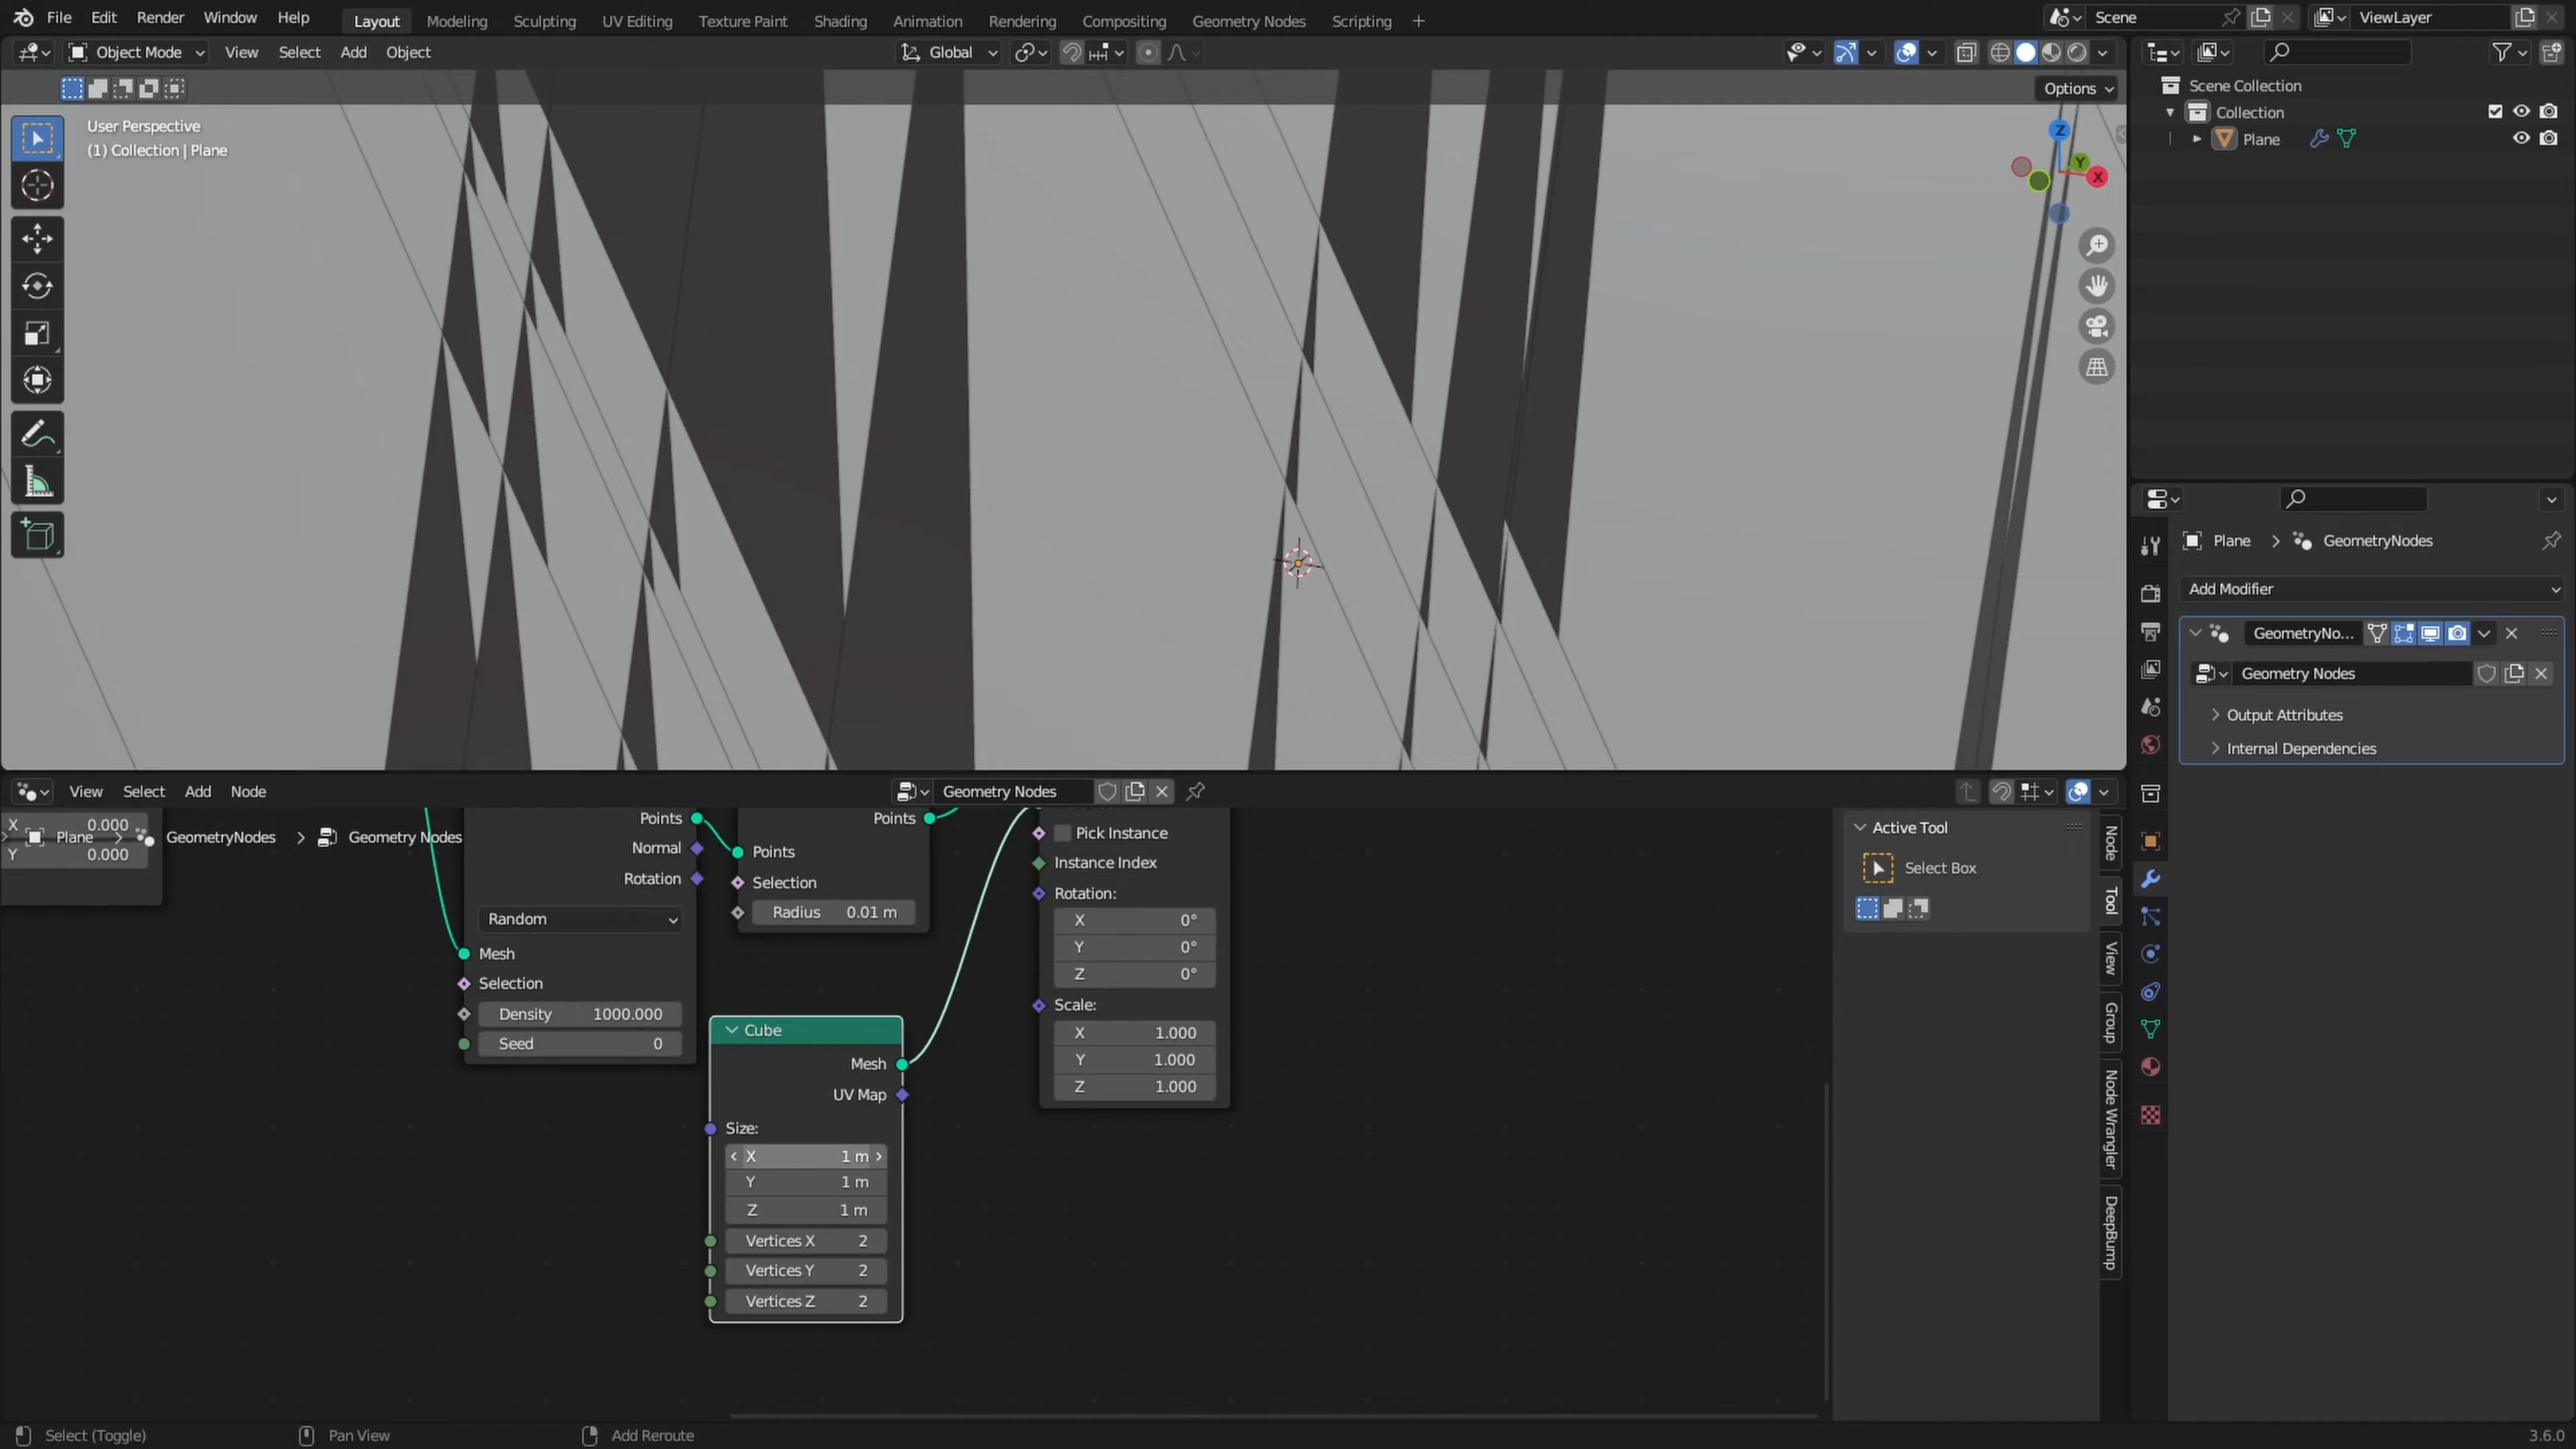 File Edit Render Window Help
Layout Modeling Sculpting UV Editing Texture Paint Shading Animation Rendering Compositing Geometry Nodes Scripting +
Scene
ViewLayer
Object Mode View Select Add Object
Global
Options
User Perspective
(1) Collection | Plane
Z
Y
X
Scene Collection
Collection
Plane
Plane > GeometryNodes
Add Modifier
GeometryNo...
Geometry Nodes
Output Attributes
Internal Dependencies
View Select Add Node
Geometry Nodes
X 0.000
Y 0.000
Plane > GeometryNodes > Geometry Nodes
Points
Normal
Rotation
Random
Mesh
Selection
Density 1000.000
Seed 0
Points
Points
Selection
Radius 0.01 m
Cube
Mesh
UV Map
Size:
X 1 m
Y 1 m
Z 1 m
Vertices X 2
Vertices Y 2
Vertices Z 2
Pick Instance
Instance Index
Rotation:
X 0°
Y 0°
Z 0°
Scale:
X 1.000
Y 1.000
Z 1.000
Active Tool
Select Box
Node
Tool
View
Group
Node Wrangler
DeepBump
Select (Toggle)
Pan View
Add Reroute
3.6.0